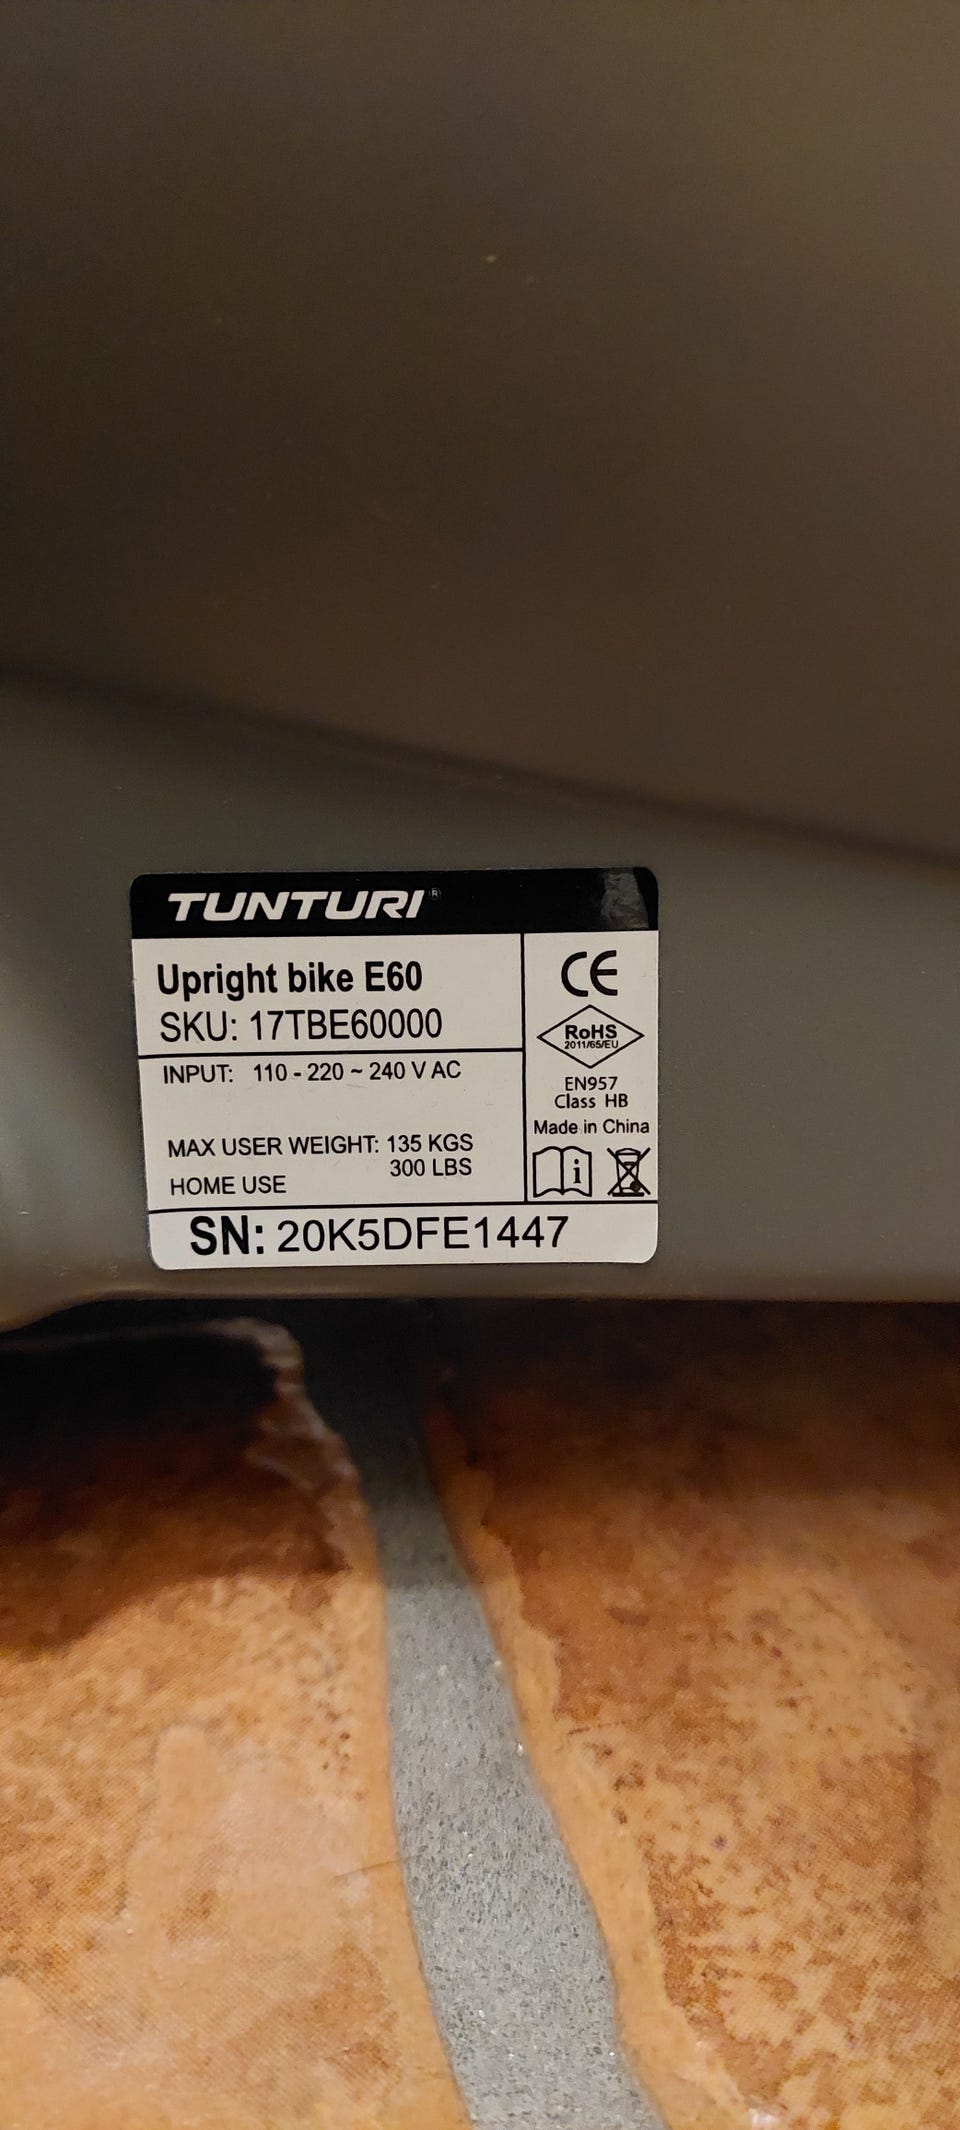 TUNTURI®
Upright bike E60
SKU: 17TBE60000
INPUT: 110 - 220 ~ 240 V AC
MAX USER WEIGHT: 135 KGS
300 LBS
HOME USE
CE
RoHS
2011/65/EU
EN957
Class HB
Made in China
i
SN: 20K5DFE1447